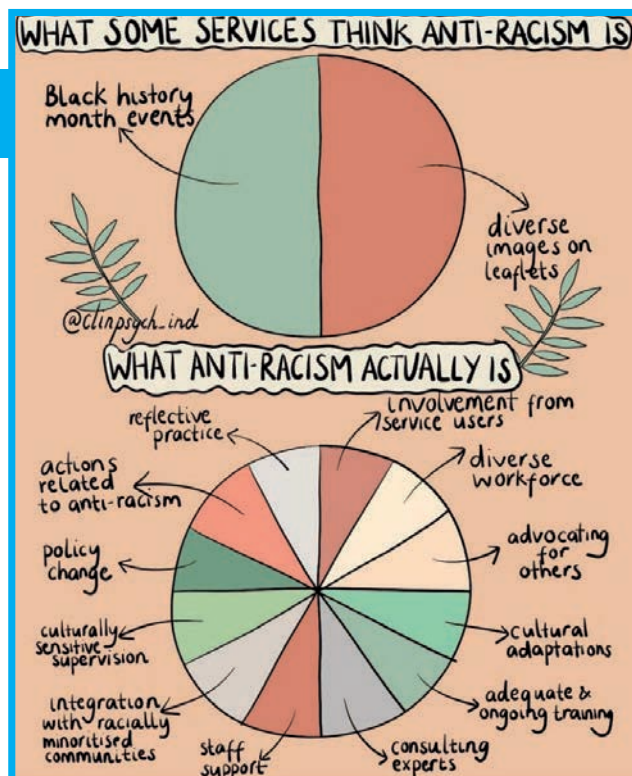 WHAT SOME SERVICES THINK ANTI-RACISM IS
Black history
month events
diverse
images on
leaflets
@clinpsych_ind
WHAT ANTI-RACISM ACTUALLY IS
reflective
practice
involvement from
service users
actions
related
to anti-racism
diverse
workforce
policy
change
advocating
for
others
culturally
sensitive
supervision
cultural
adaptations
integration
with racially
minoritised
communities
adequate &
ongoing training
staff
support
consulting
experts